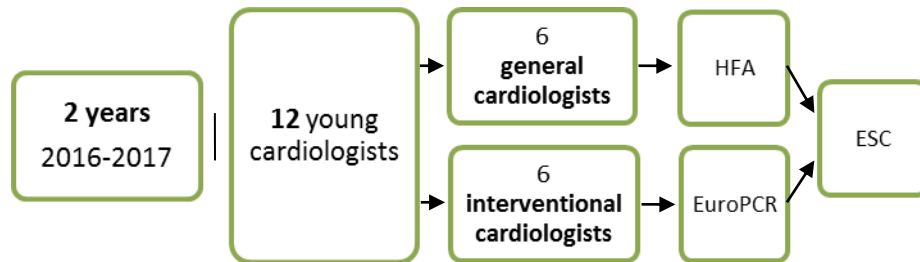 2 years
2016-2017
12 young
cardiologists
6
general
cardiologists
HFA
6
interventional
cardiologists
EuroPCR
ESC